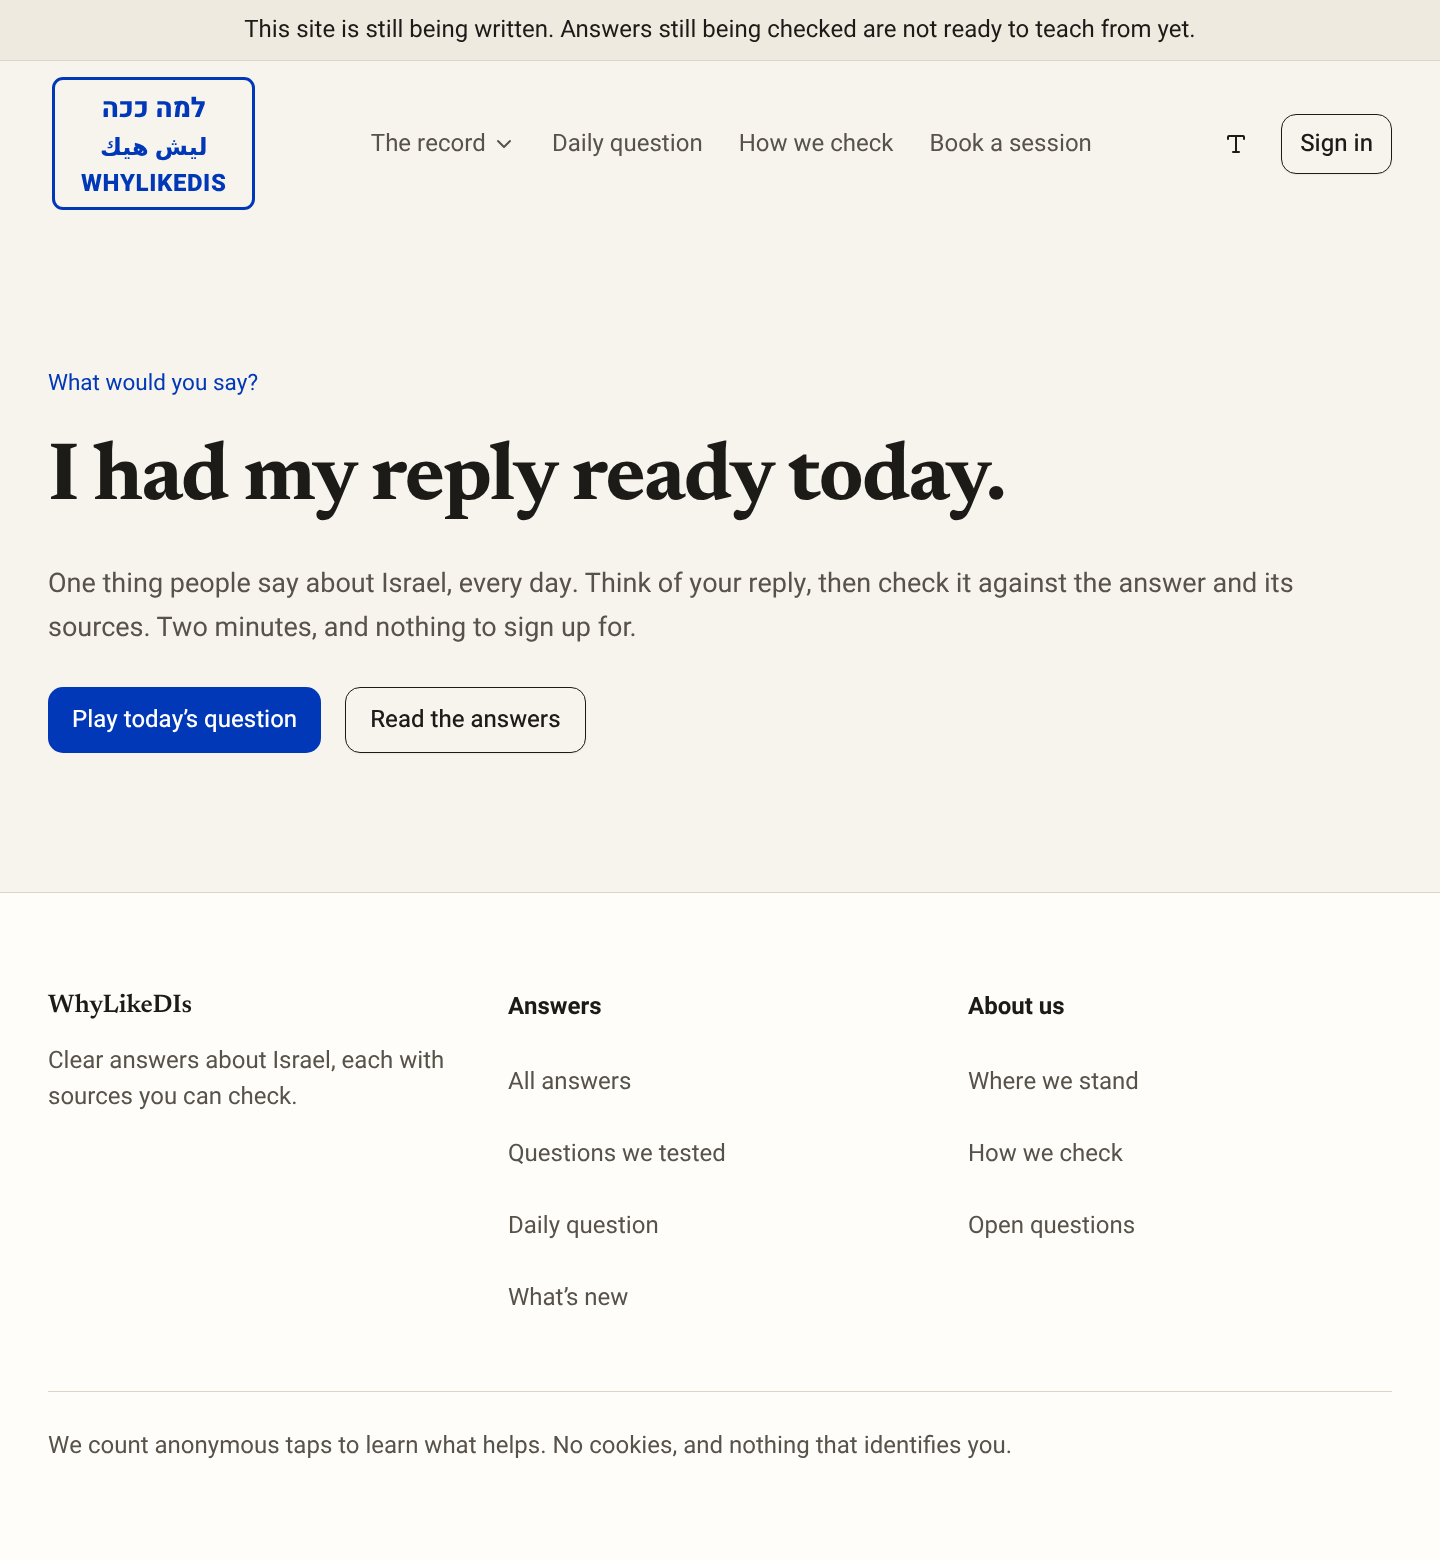 This site is still being written. Answers still being checked are not ready to teach from yet.
למה ככה
ليش هيك
WHYLIKEDIS
The record
Daily question
How we check
Book a session
Sign in
What would you say?
I had my reply ready today.
One thing people say about Israel, every day. Think of your reply, then check it against the answer and its
sources. Two minutes, and nothing to sign up for.
Play today’s question
Read the answers
WhyLikeDIs
Clear answers about Israel, each with
sources you can check.
Answers
All answers
Questions we tested
Daily question
What’s new
About us
Where we stand
How we check
Open questions
We count anonymous taps to learn what helps. No cookies, and nothing that identifies you.